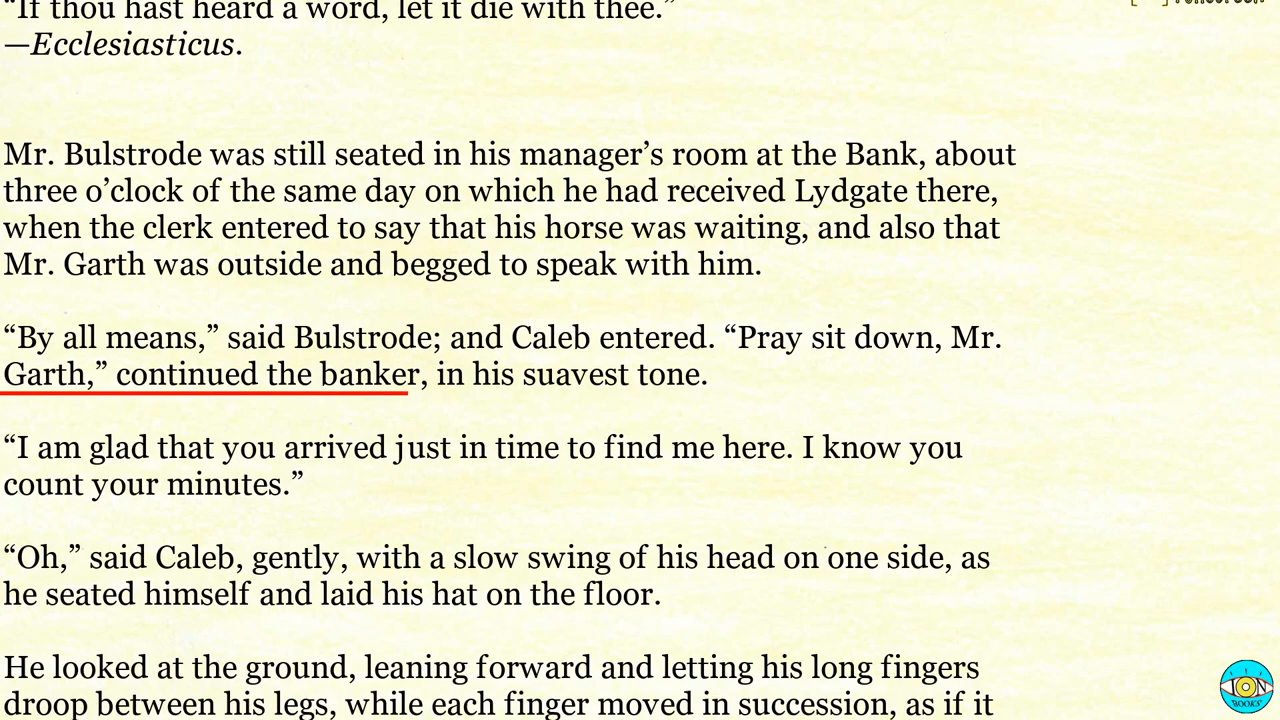 “If thou hast heard a word, let it die with thee.”
—Ecclesiasticus.
Mr. Bulstrode was still seated in his manager’s room at the Bank, about
three o’clock of the same day on which he had received Lydgate there,
when the clerk entered to say that his horse was waiting, and also that
Mr. Garth was outside and begged to speak with him.
“By all means,” said Bulstrode; and Caleb entered. “Pray sit down, Mr.
Garth,” continued the banker, in his suavest tone.
“I am glad that you arrived just in time to find me here. I know you
count your minutes.”
“Oh,” said Caleb, gently, with a slow swing of his head on one side, as
he seated himself and laid his hat on the floor.
He looked at the ground, leaning forward and letting his long fingers
droop between his legs, while each finger moved in succession, as if it
ION
BOOKS